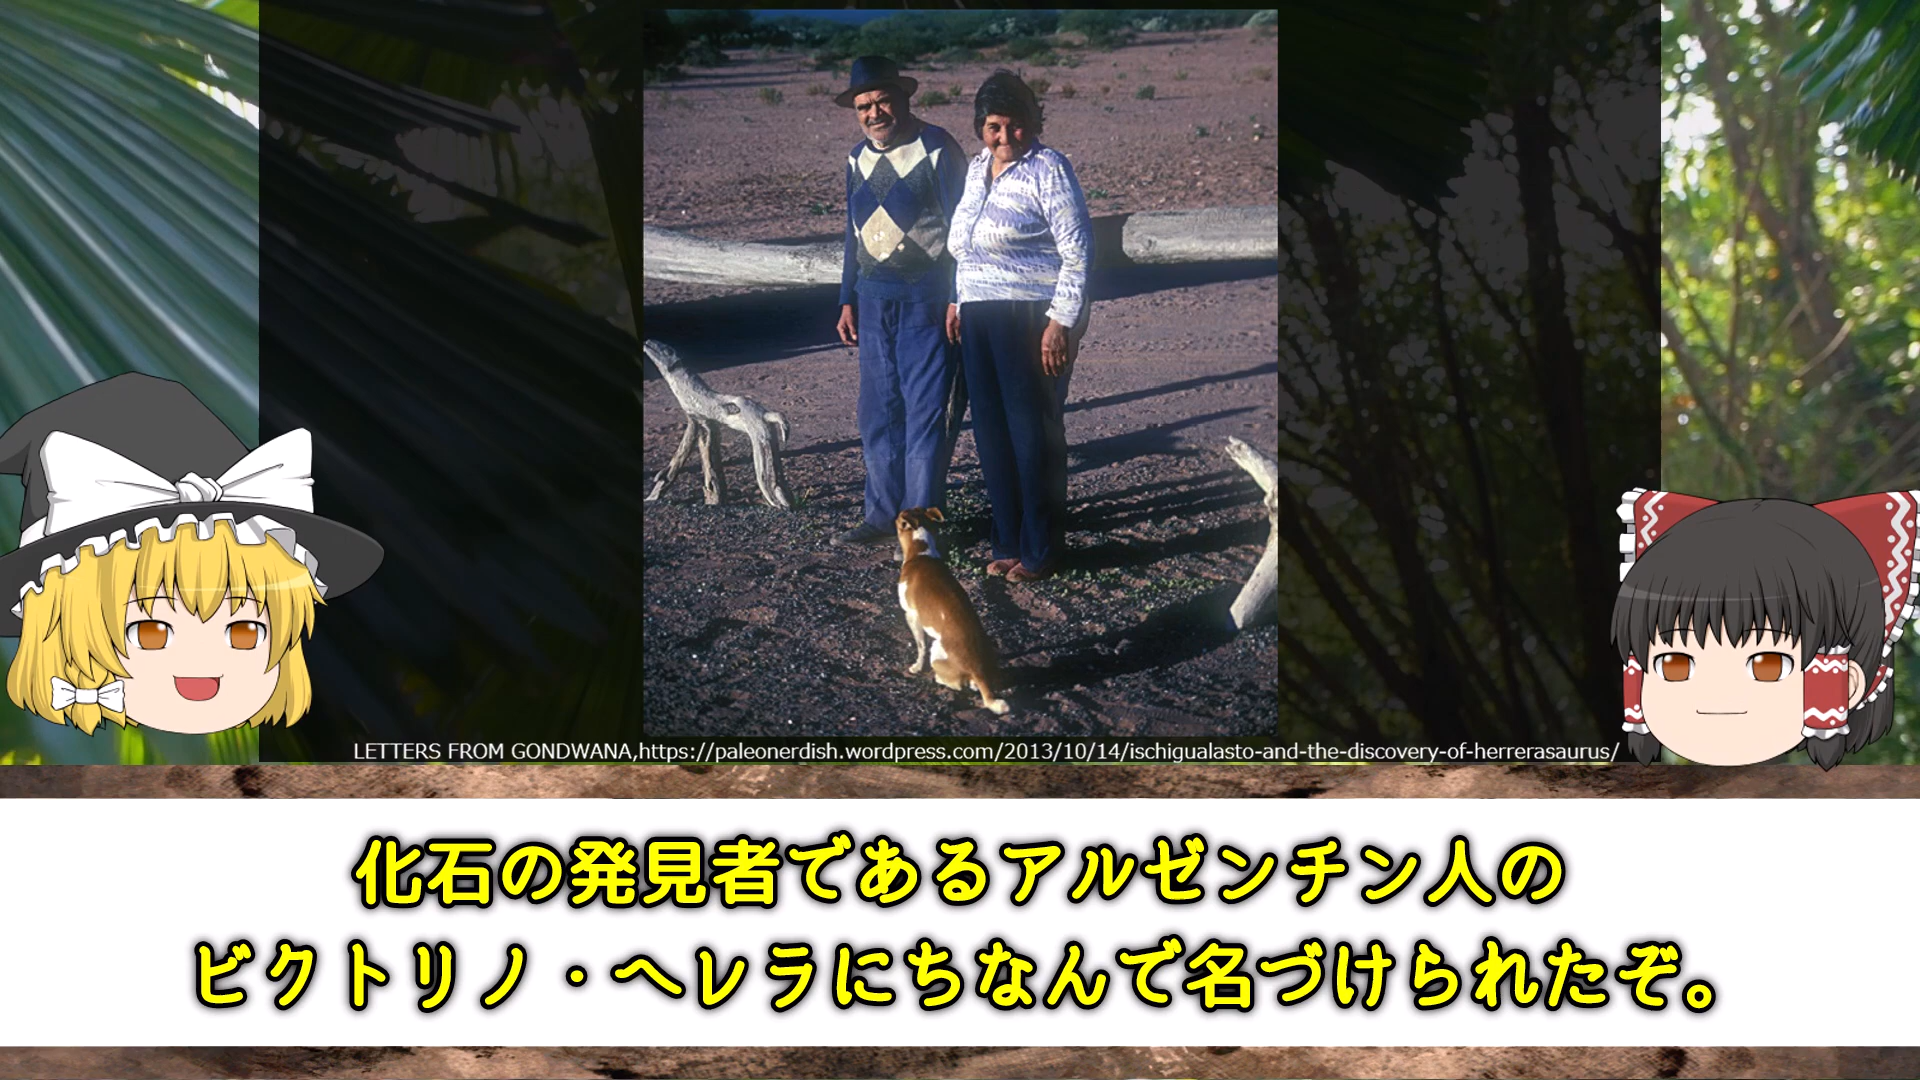 LETTERS FROM GONDWANA,https://paleonerdish.wordpress.com/2013/10/14/ischigualasto-and-the-discovery-of-herrerasaurus/
化石の発見者であるアルゼンチン人の
ビクトリノ・ヘレラにちなんで名づけられたぞ。